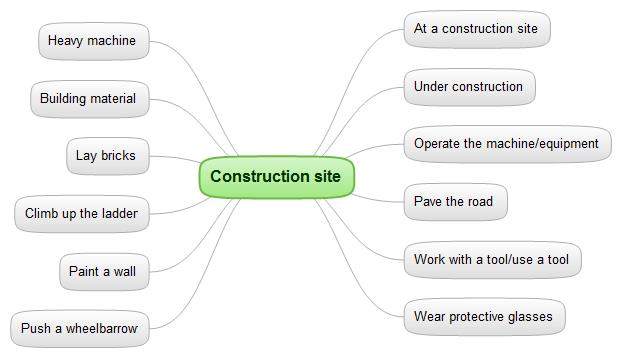 Heavy machine
Building material
Lay bricks
Climb up the ladder
Paint a wall
Push a wheelbarrow
Construction site
At a construction site
Under construction
Operate the machine/equipment
Pave the road
Work with a tool/use a tool
Wear protective glasses